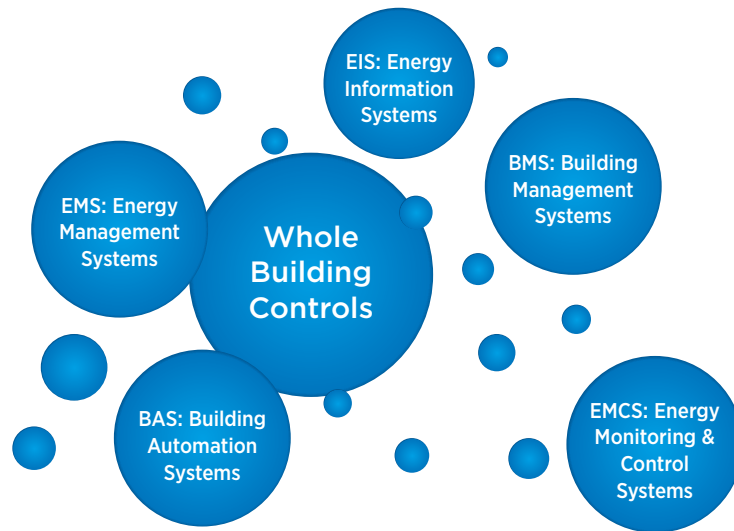 EIS: Energy
Information
Systems
BMS: Building
Management
Systems
EMS: Energy
Management
Systems
Whole
Building
Controls
BAS: Building
Automation
Systems
EMCS: Energy
Monitoring &
Control
Systems